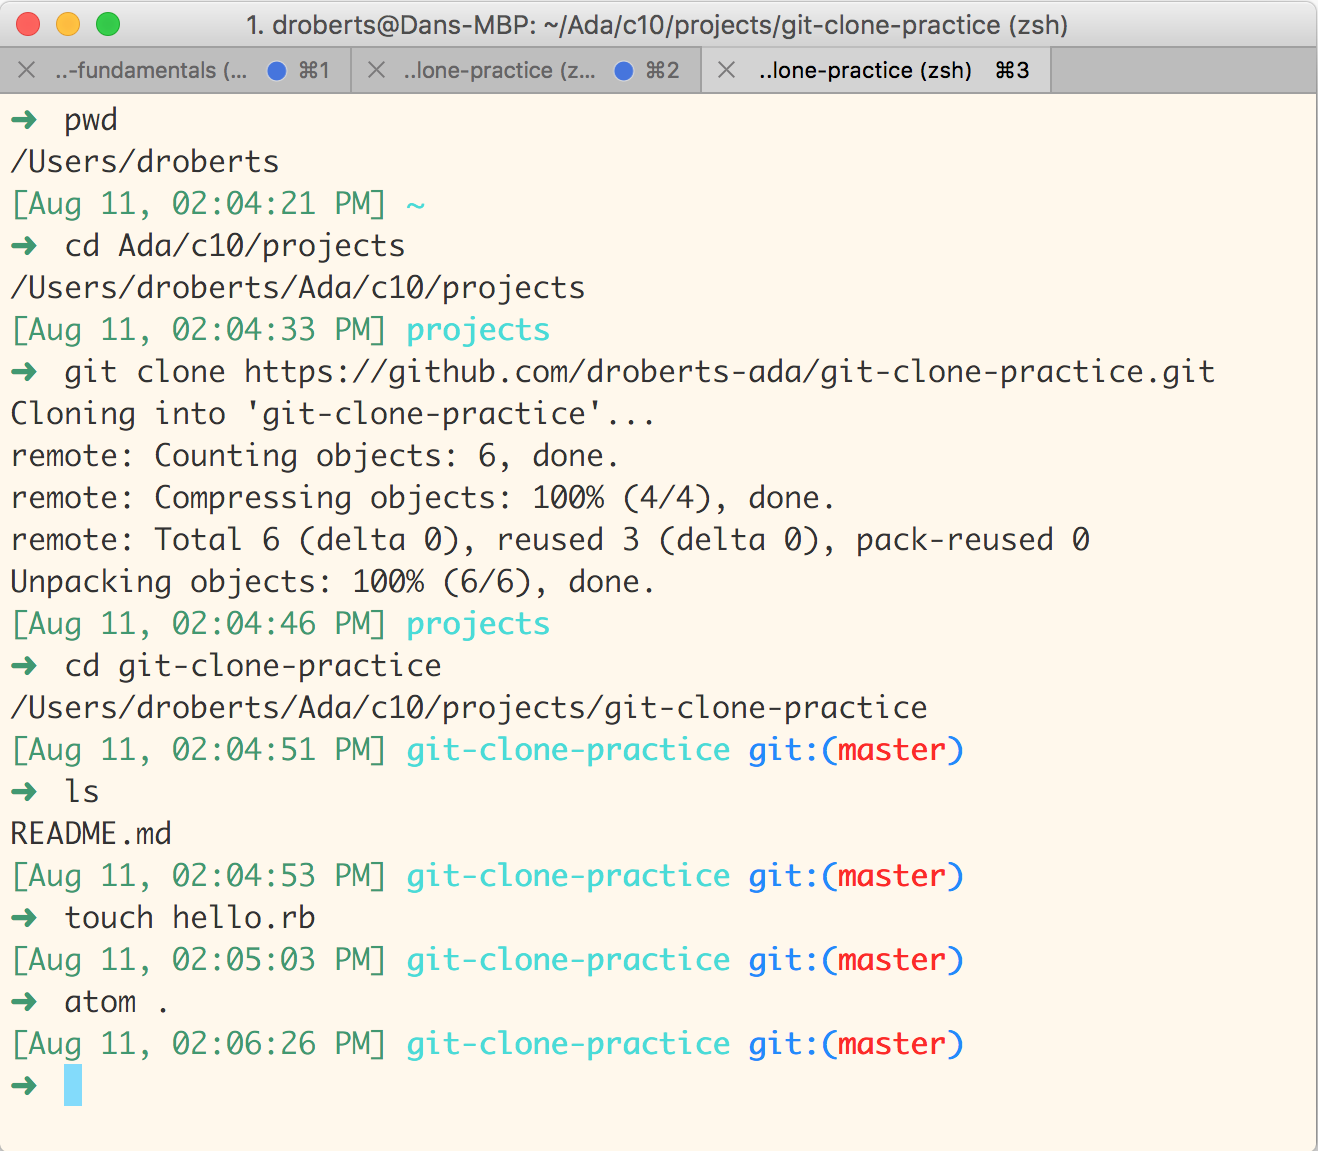 1. droberts@Dans-MBP: ~/Ada/c10/projects/git-clone-practice (zsh)
..-fundamentals (... ⌘1 ..lone-practice (z... ⌘2 ..lone-practice (zsh) ⌘3
➜ pwd
/Users/droberts
[Aug 11, 02:04:21 PM] ~
➜ cd Ada/c10/projects
/Users/droberts/Ada/c10/projects
[Aug 11, 02:04:33 PM] projects
➜ git clone https://github.com/droberts-ada/git-clone-practice.git
Cloning into 'git-clone-practice'...
remote: Counting objects: 6, done.
remote: Compressing objects: 100% (4/4), done.
remote: Total 6 (delta 0), reused 3 (delta 0), pack-reused 0
Unpacking objects: 100% (6/6), done.
[Aug 11, 02:04:46 PM] projects
➜ cd git-clone-practice
/Users/droberts/Ada/c10/projects/git-clone-practice
[Aug 11, 02:04:51 PM] git-clone-practice git:(master)
➜ ls
README.md
[Aug 11, 02:04:53 PM] git-clone-practice git:(master)
➜ touch hello.rb
[Aug 11, 02:05:03 PM] git-clone-practice git:(master)
➜ atom .
[Aug 11, 02:06:26 PM] git-clone-practice git:(master)
➜